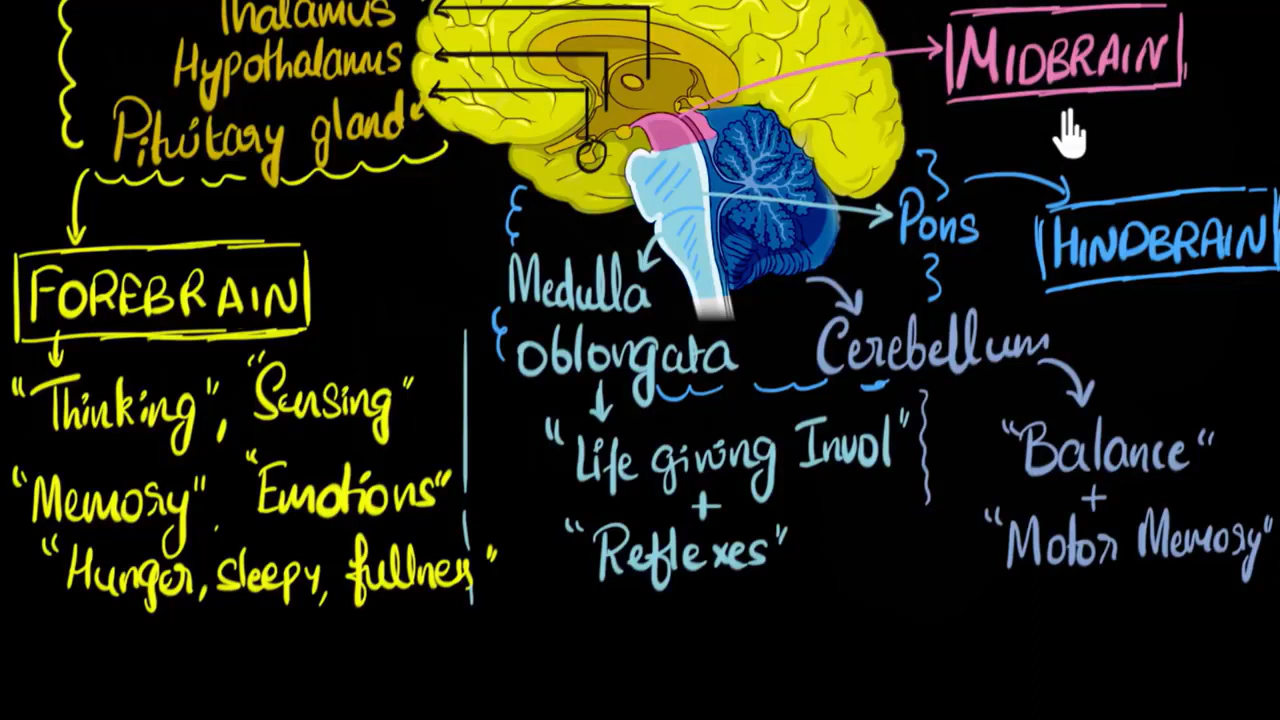 Thalamus
Hypothalamus
Pituitary gland
MIDBRAIN
Pons
HINDBRAIN
FOREBRAIN
Medulla
oblongata
Cerebellum
"Thinking", "Sensing"
"Memory", "Emotions"
"Hunger, sleepy, fullness"
"Life giving Invol"
+
"Reflexes"
"Balance"
+
"Motor Memory"